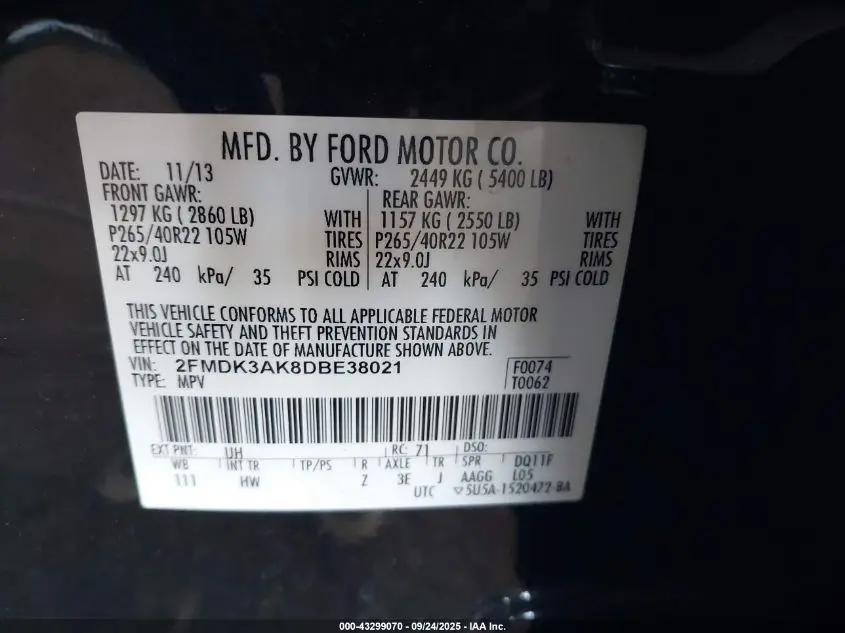 MFD. BY FORD MOTOR CO.
DATE: 11/13 GVWR: 2449 KG ( 5400 LB)
FRONT GAWR: REAR GAWR:
1297 KG ( 2860 LB) WITH 1157 KG ( 2550 LB) WITH
P265/40R22 105W TIRES P265/40R22 105W TIRES
22x9.0J RIMS 22x9.0J RIMS
AT 240 kPa/ 35 PSI COLD AT 240 kPa/ 35 PSI COLD
THIS VEHICLE CONFORMS TO ALL APPLICABLE FEDERAL MOTOR
VEHICLE SAFETY AND THEFT PREVENTION STANDARDS IN
EFFECT ON THE DATE OF MANUFACTURE SHOWN ABOVE.
VIN: 2FMDK3AK8DBE38021 F0074
TYPE: MPV T0062
EXT PNT: UH RC: 71 DSO:
WB INT TR TP/PS R AXLE TR SPR DQ11F
111 HW Z 3E J AAGG L05
UTC ▽5U5A-1520472-BA
000-43299070 - 09/24/2025 - IAA Inc.